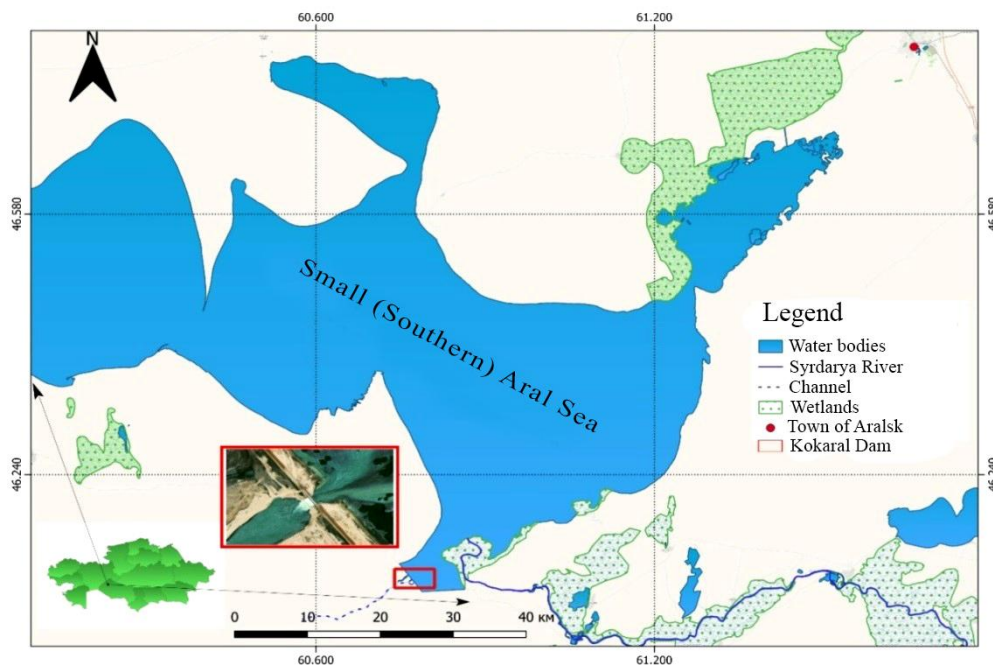 60.600 61.200
N
46.580 46.580
Small (Southern) Aral Sea
Legend
Water bodies
Syrdarya River
Channel
Wetlands
Town of Aralsk
Kokaral Dam
46.240 46.240
0 10 20 30 40 км
60.600 61.200